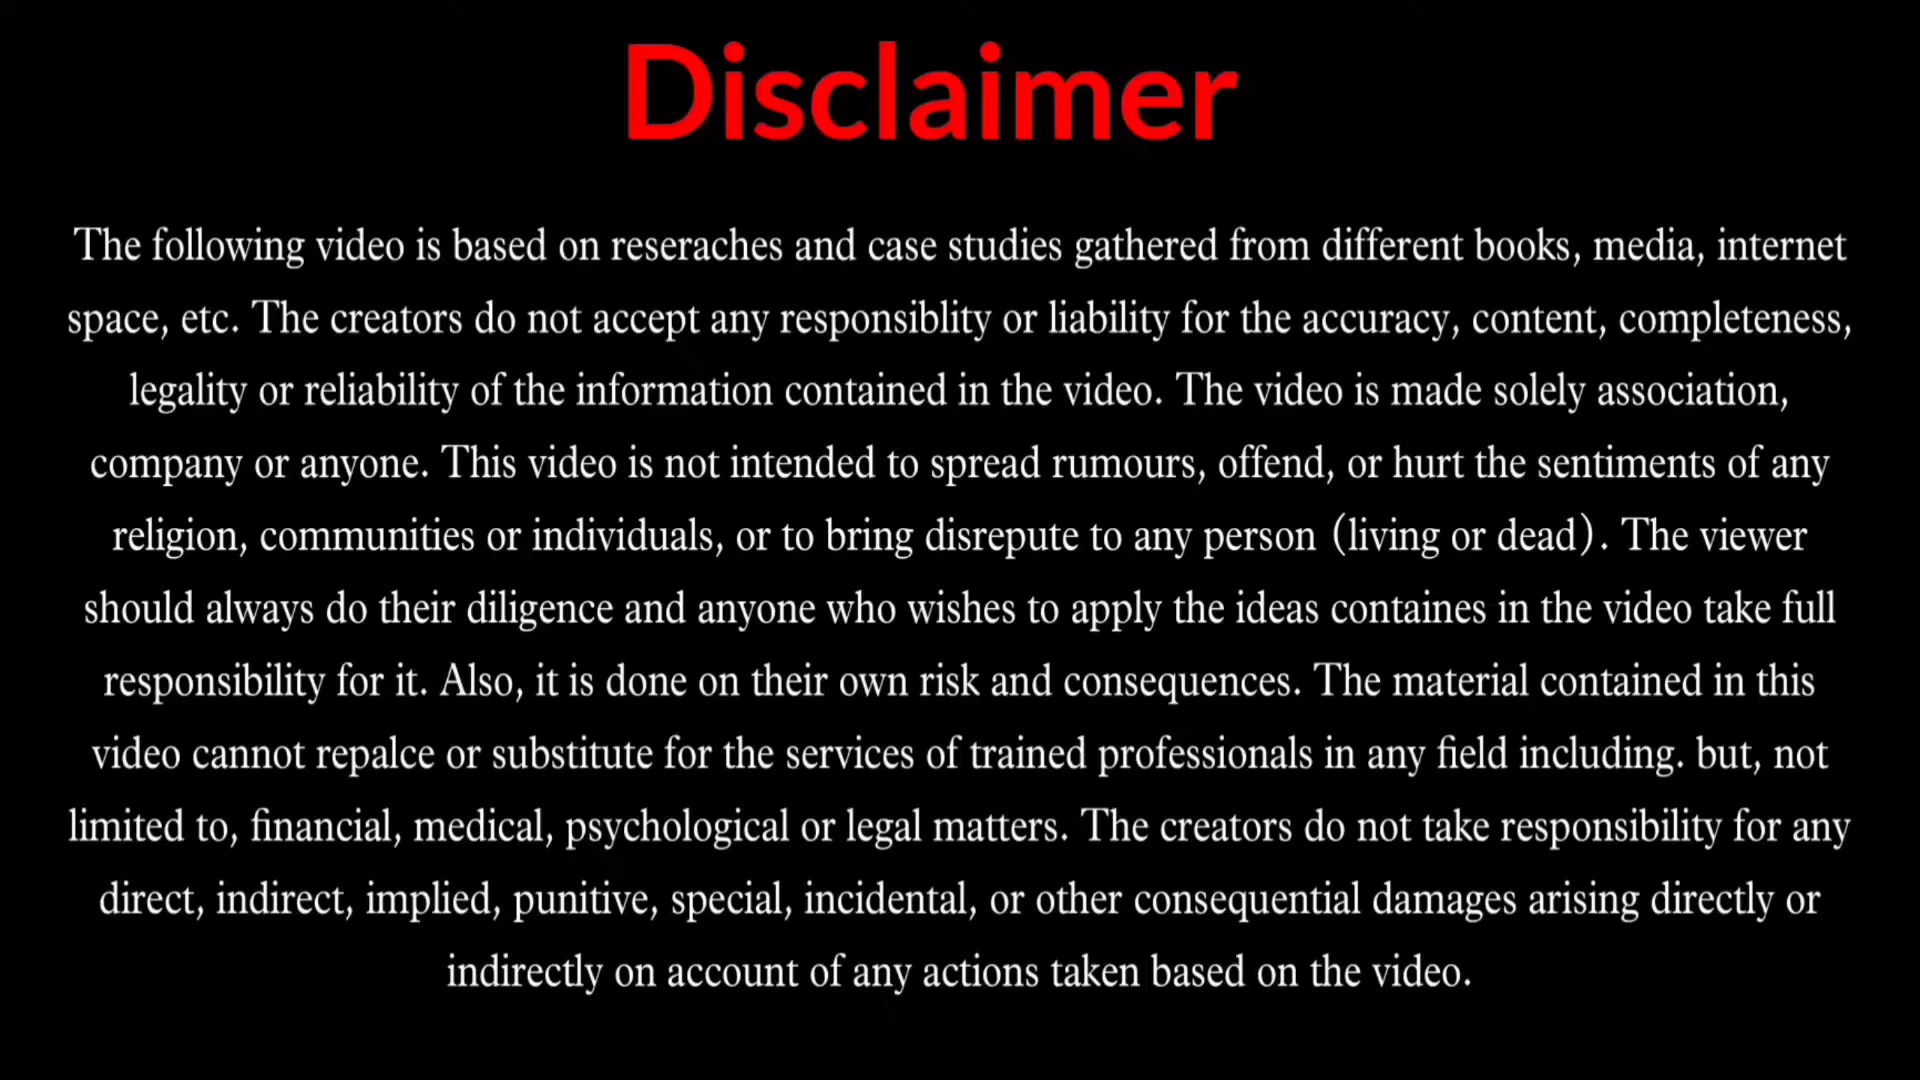 Disclaimer
The following video is based on reseraches and case studies gathered from different books, media, internet
space, etc. The creators do not accept any responsiblity or liability for the accuracy, content, completeness,
legality or reliability of the information contained in the video. The video is made solely association,
company or anyone. This video is not intended to spread rumours, offend, or hurt the sentiments of any
religion, communities or individuals, or to bring disrepute to any person (living or dead). The viewer
should always do their diligence and anyone who wishes to apply the ideas containes in the video take full
responsibility for it. Also, it is done on their own risk and consequences. The material contained in this
video cannot repalce or substitute for the services of trained professionals in any field including. but, not
limited to, financial, medical, psychological or legal matters. The creators do not take responsibility for any
direct, indirect, implied, punitive, special, incidental, or other consequential damages arising directly or
indirectly on account of any actions taken based on the video.